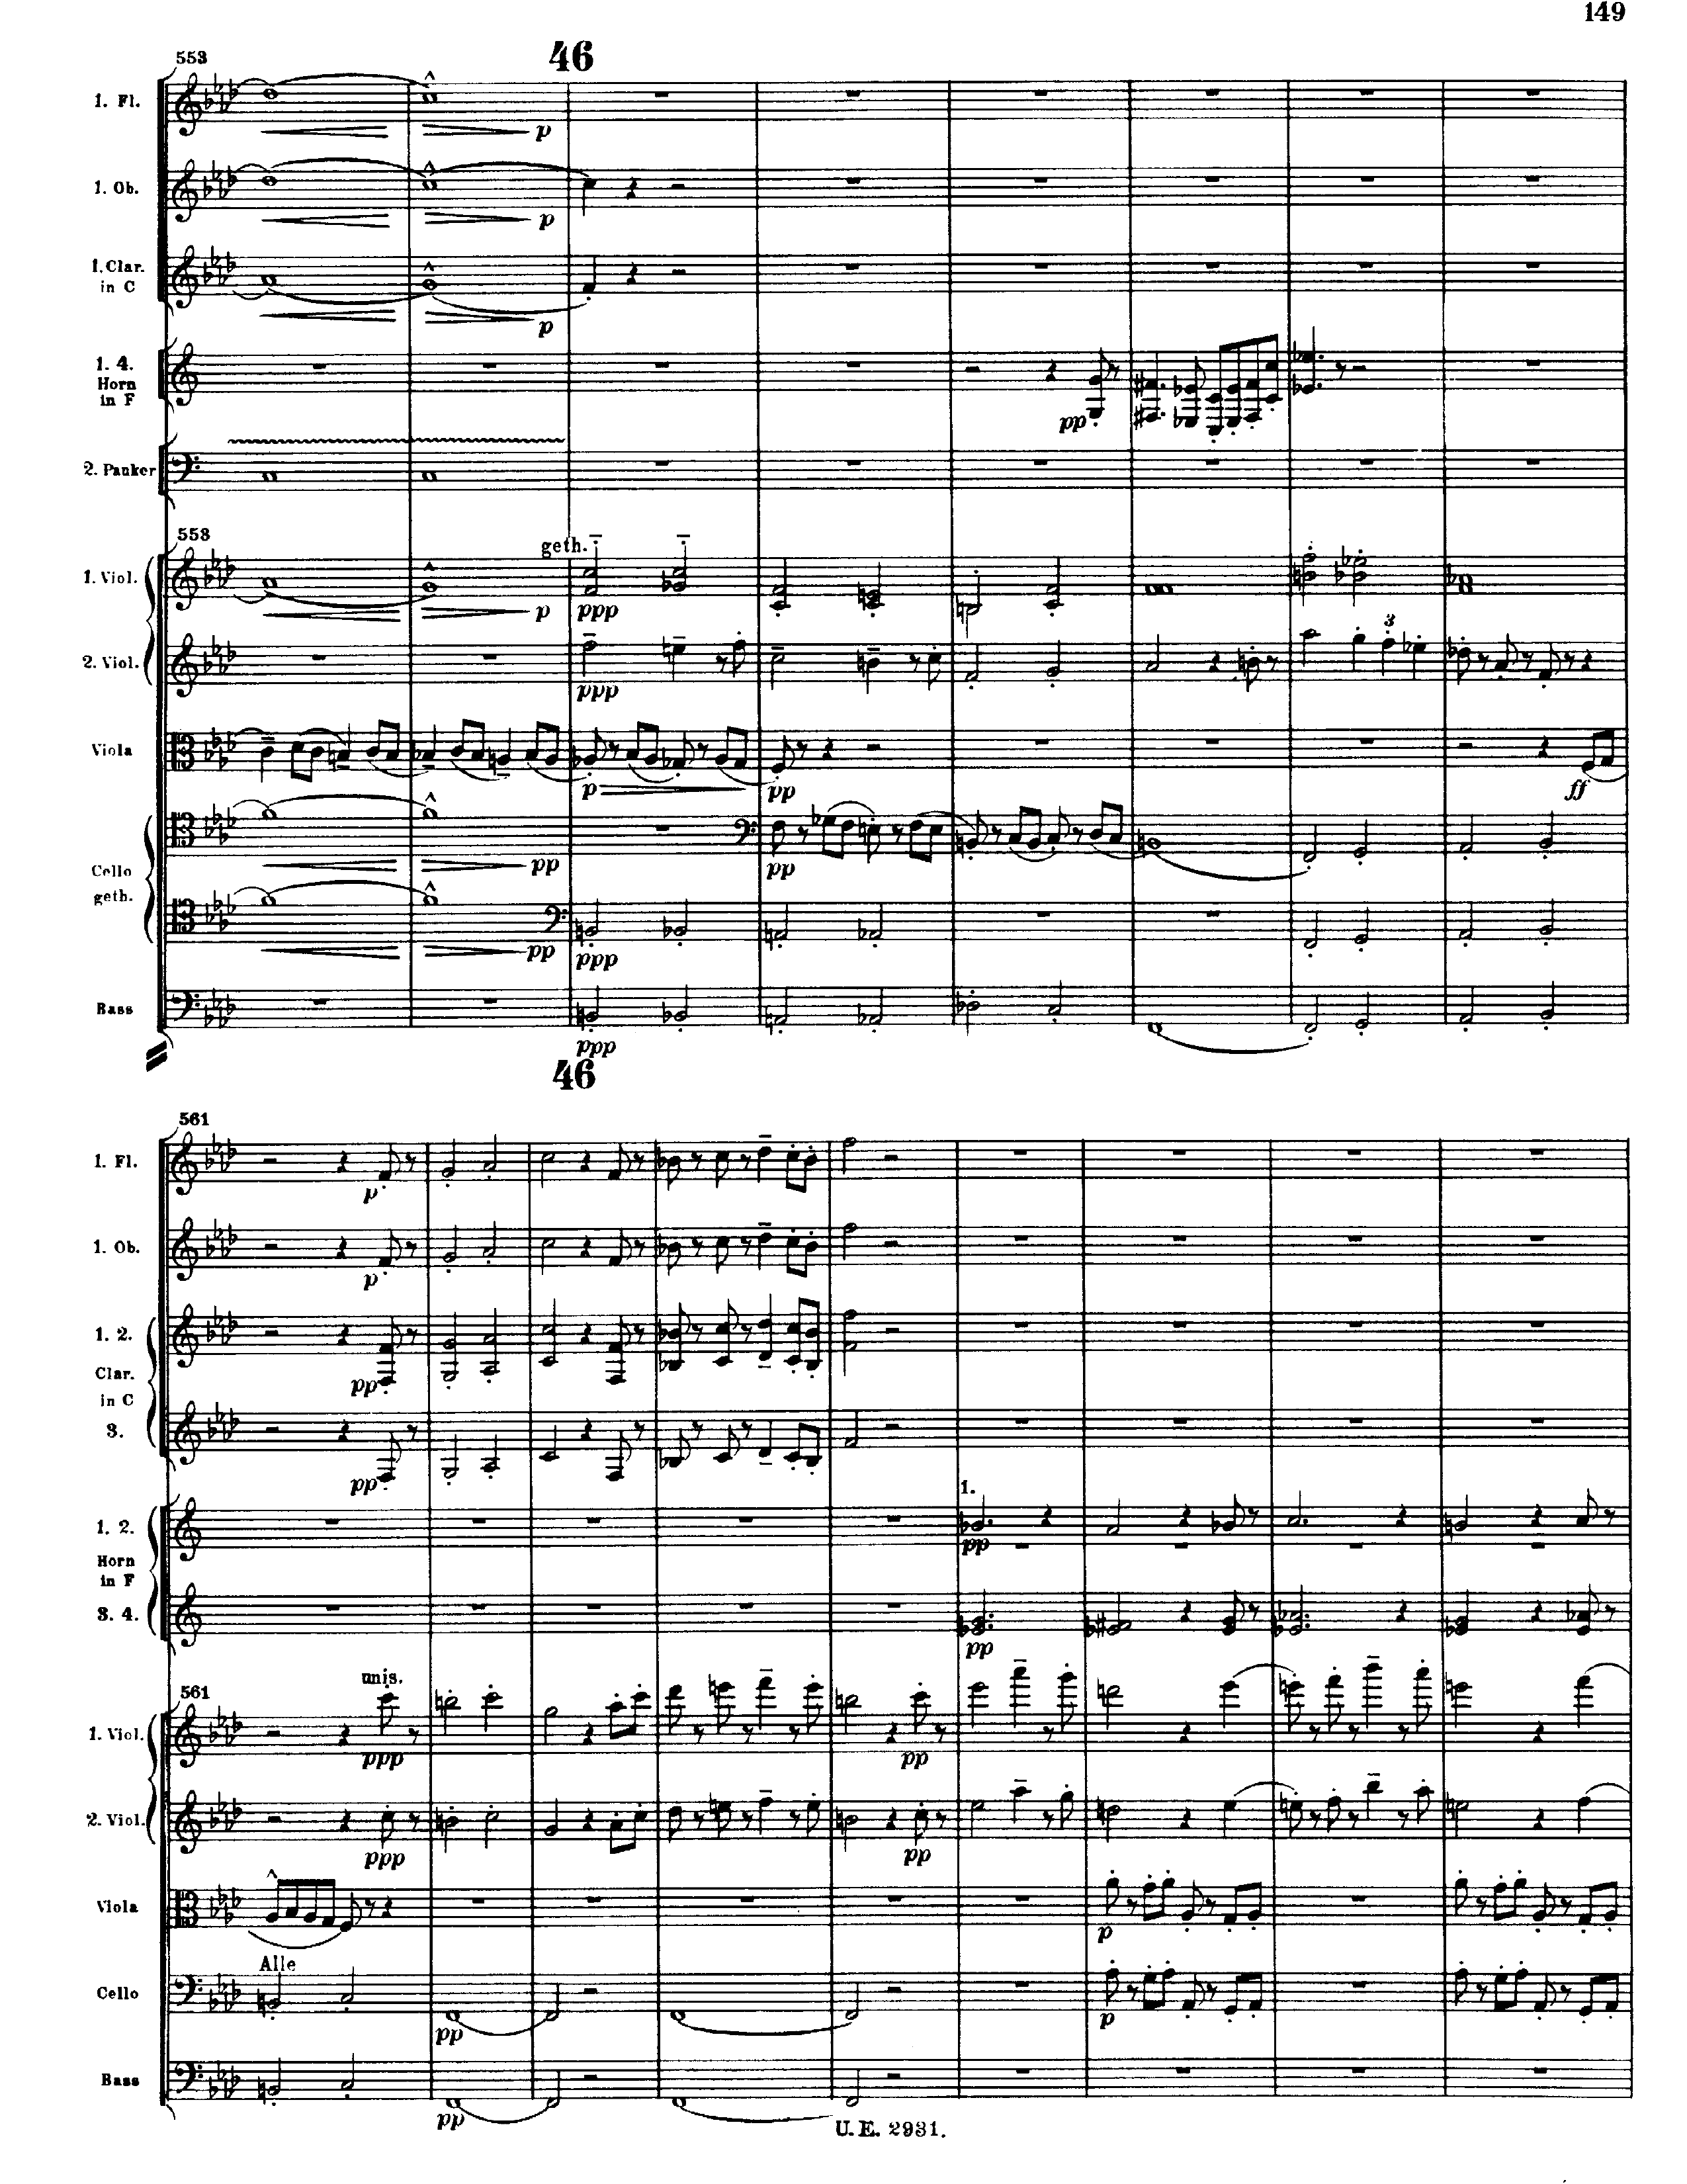 149
553
46
1. Fl.
p
1. Ob.
p
1. Clar.
in C
p
1. 4.
Horn
in F
pp
2. Pauker
553
geth.
1. Viol.
p ppp
3
2. Viol.
ppp
Viola
p pp ff
pp pp
Cello
geth.
pp ppp
Bass
ppp
46
561
1. Fl.
p
1. Ob.
p
1. 2.
pp
Clar.
in C
3.
pp
1.
1. 2.
pp
Horn
in F
3. 4.
pp
unis.
561
1. Viol.
ppp pp
2. Viol.
ppp pp
Viola
p
Alle
Cello
pp p
Bass
pp
U. E. 2931.